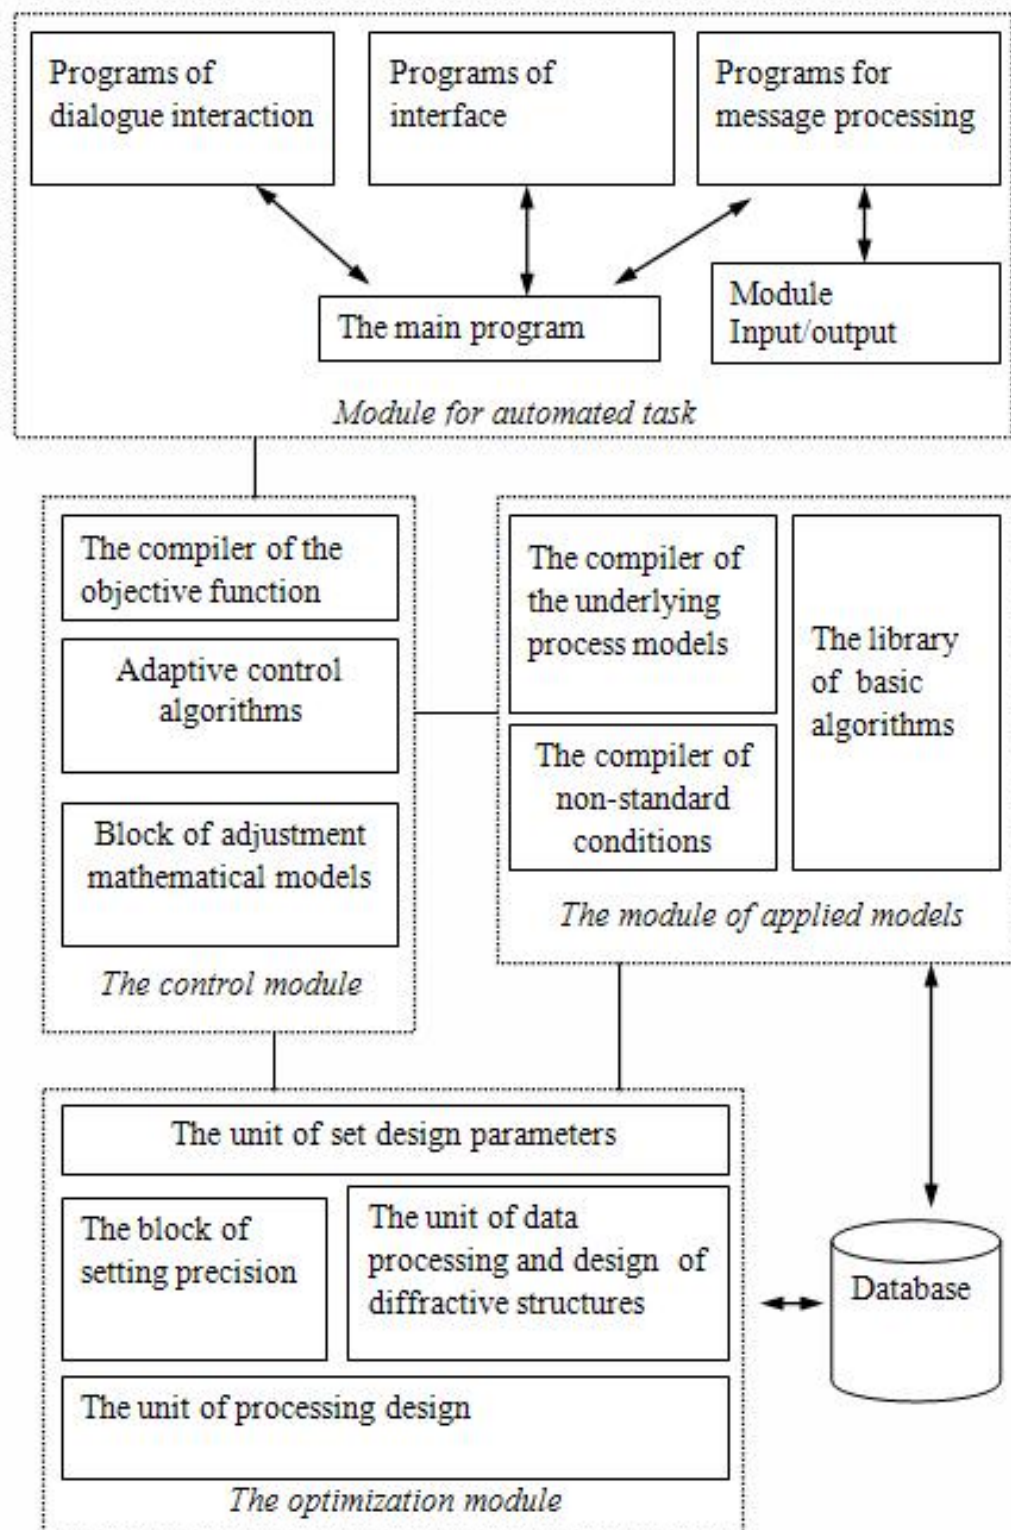 Programs of
dialogue interaction
Programs of
interface
Programs for
message processing
The main program
Module
Input/output
Module for automated task
The compiler of the
objective function
Adaptive control
algorithms
Block of adjustment
mathematical models
The control module
The compiler of
the underlying
process models
The compiler of
non-standard
conditions
The library
of basic
algorithms
The module of applied models
The unit of set design parameters
The block of
setting precision
The unit of data
processing and design of
diffractive structures
The unit of processing design
The optimization module
Database